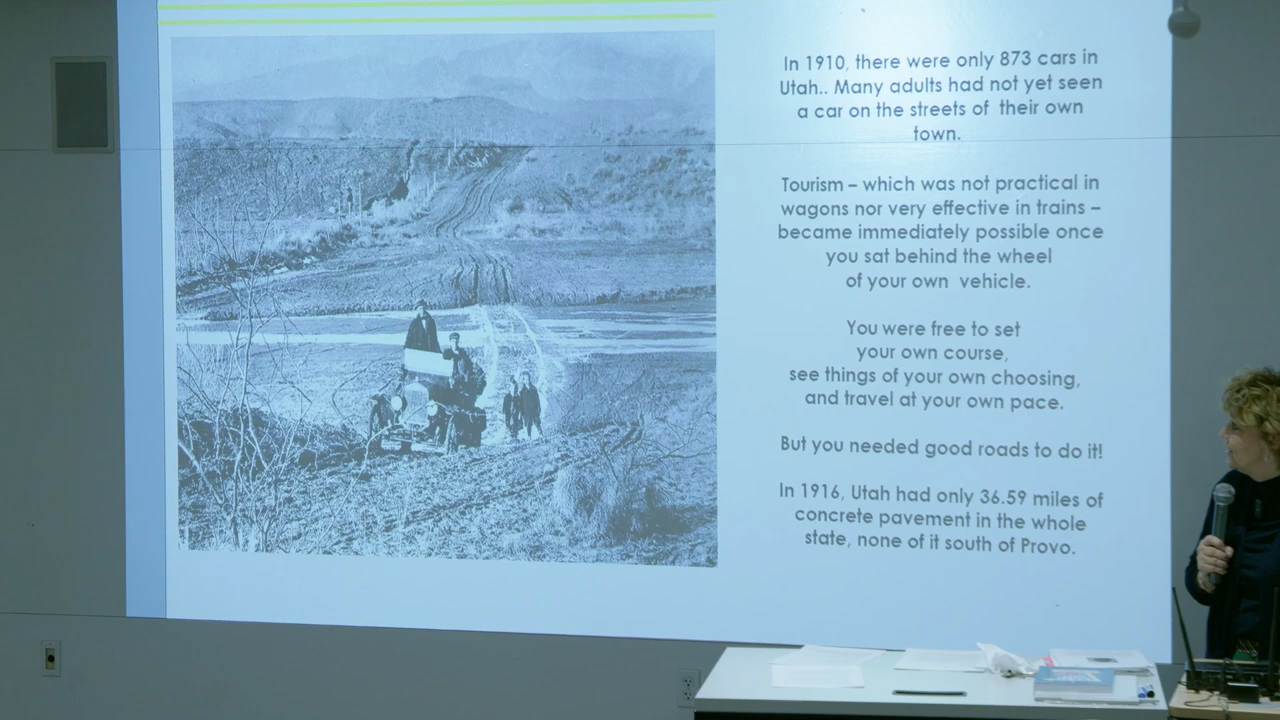 In 1910, there were only 873 cars in
Utah.. Many adults had not yet seen
a car on the streets of their own
town.
Tourism – which was not practical in
wagons nor very effective in trains –
became immediately possible once
you sat behind the wheel
of your own vehicle.
You were free to set
your own course,
see things of your own choosing,
and travel at your own pace.
But you needed good roads to do it!
In 1916, Utah had only 36.59 miles of
concrete pavement in the whole
state, none of it south of Provo.